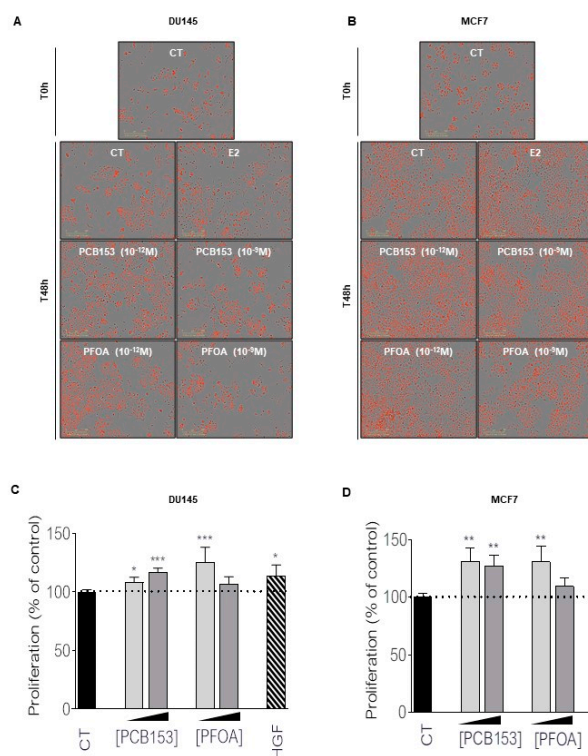 A
DU145
B
MCF7
T0h
CT
T0h
CT
T48h
CT
E2
PCB153 (10⁻¹²M)
PCB153 (10⁻⁹M)
PFOA (10⁻¹²M)
PFOA (10⁻⁹M)
T48h
CT
E2
PCB153 (10⁻¹²M)
PCB153 (10⁻⁹M)
PFOA (10⁻¹²M)
PFOA (10⁻⁹M)
C
DU145
Proliferation (% of control)
150
100
50
0
*
***
***
*
CT
[PCB153]
[PFOA]
HGF
D
MCF7
Proliferation (% of control)
150
100
50
0
**
**
**
CT
[PCB153]
[PFOA]